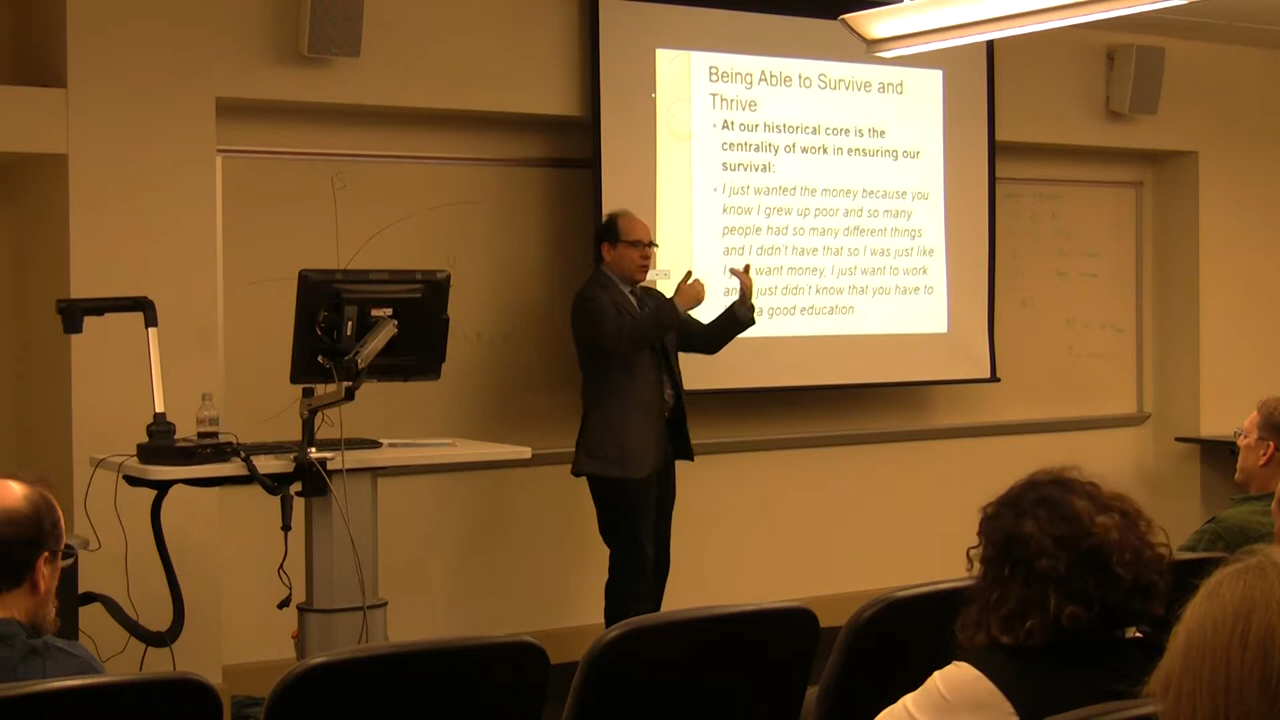 Being Able to Survive and
Thrive
• At our historical core is the
centrality of work in ensuring our
survival:
• I just wanted the money because you
know I grew up poor and so many
people had so many different things
and I didn't have that so I was just like
I want money, I just want to work
and just didn't know that you have to
a good education...
S